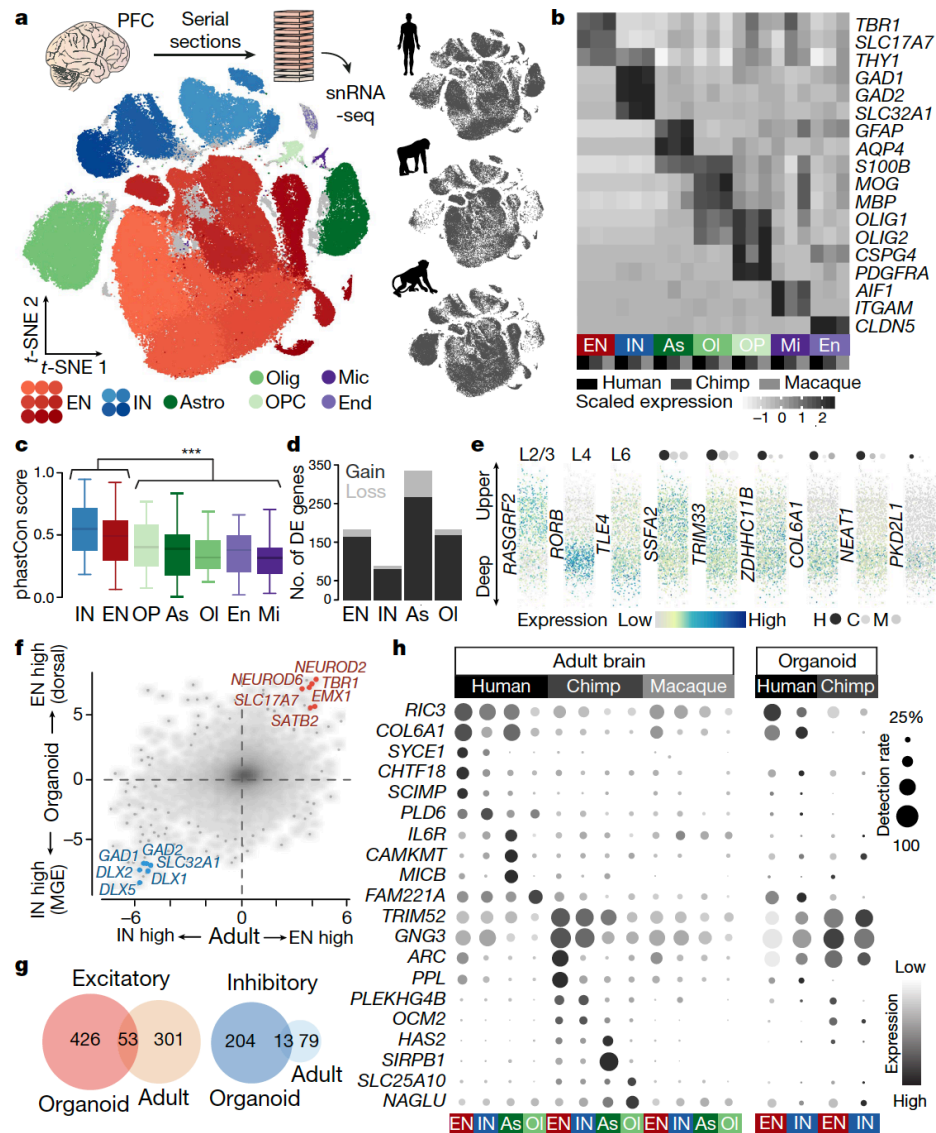 a
PFC
Serial
sections
snRNA
-seq
t-SNE 2
t-SNE 1
EN
IN
Astro
Olig
OPC
Mic
End
b
TBR1
SLC17A7
THY1
GAD1
GAD2
SLC32A1
GFAP
AQP4
S100B
MOG
MBP
OLIG1
OLIG2
CSPG4
PDGFRA
AIF1
ITGAM
CLDN5
EN IN As Ol OP Mi En
Human Chimp Macaque
Scaled expression
−1 0 1 2
c
***
phastCon score
1.0
0.5
0.0
IN EN OP As Ol En Mi
d
No. of DE genes
350
250
150
50
0
Gain
Loss
EN IN As Ol
e
L2/3 L4 L6
Upper
Deep
RASGRF2
RORB
TLE4
SSFA2
TRIM33
ZDHHC11B
COL6A1
NEAT1
PKD2L1
Expression Low High H C M
f
EN high
(dorsal)
Organoid
IN high
(MGE)
5
0
−5
NEUROD2
NEUROD6
TBR1
SLC17A7
EMX1
SATB2
GAD1
GAD2
SLC32A1
DLX2
DLX1
DLX5
−6 0 6
IN high Adult EN high
g
Excitatory
426 53 301
Organoid Adult
Inhibitory
204 13 79
Organoid
Adult
h
Adult brain
Human Chimp Macaque
Organoid
Human Chimp
RIC3
COL6A1
SYCE1
CHTF18
SCIMP
PLD6
IL6R
CAMKMT
MICB
FAM221A
TRIM52
GNG3
ARC
PPL
PLEKHG4B
OCM2
HAS2
SIRPB1
SLC25A10
NAGLU
EN IN As Ol EN IN As Ol EN IN As Ol
EN IN EN IN
25%
Detection rate
100
Low
Expression
High